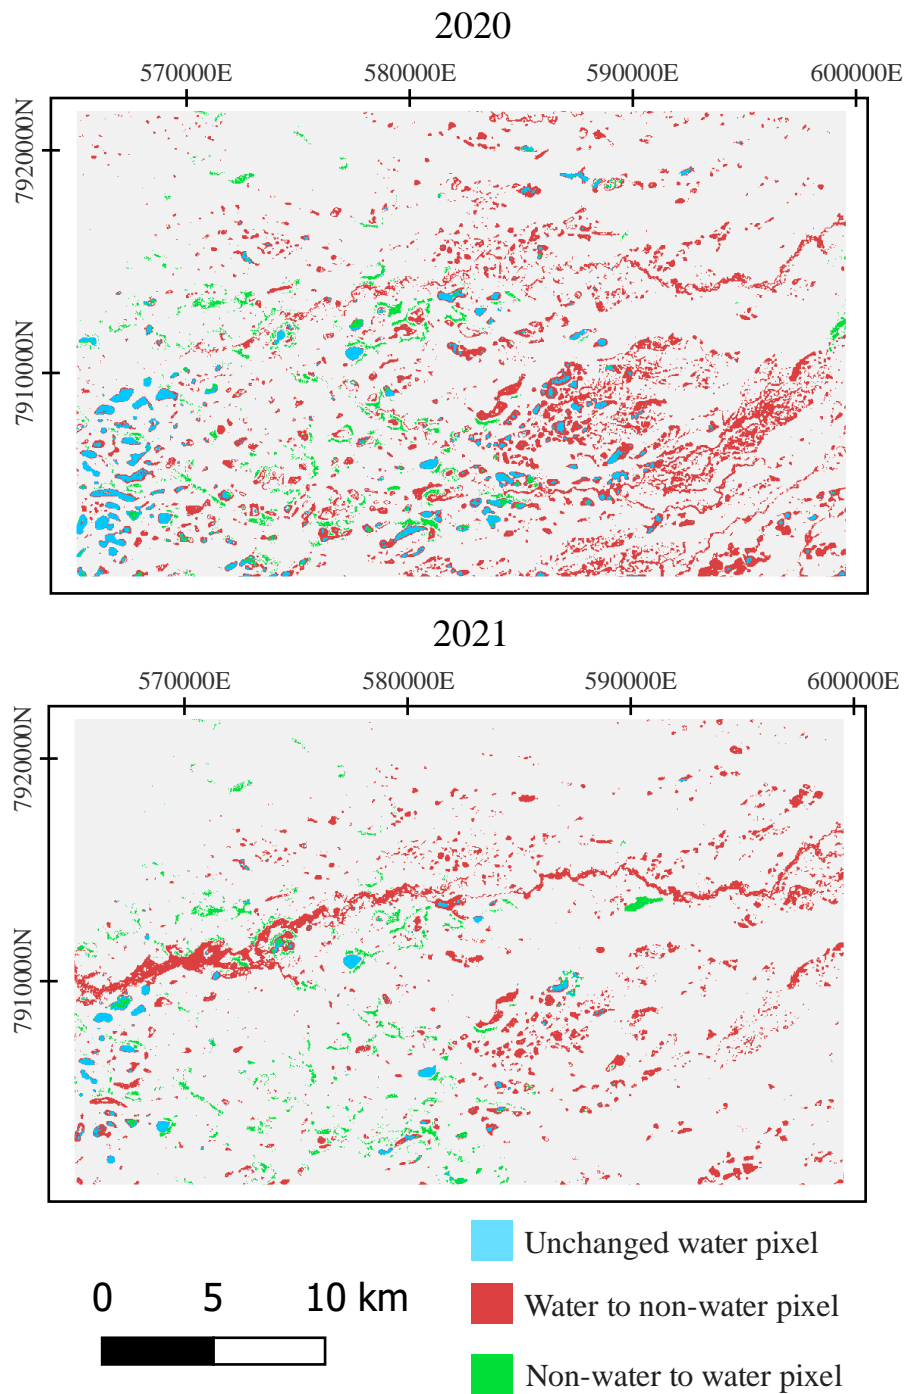 2020
570000E 580000E 590000E 600000E
7920000N
7910000N
2021
570000E 580000E 590000E 600000E
7920000N
7910000N
0 5 10 km
Unchanged water pixel
Water to non-water pixel
Non-water to water pixel